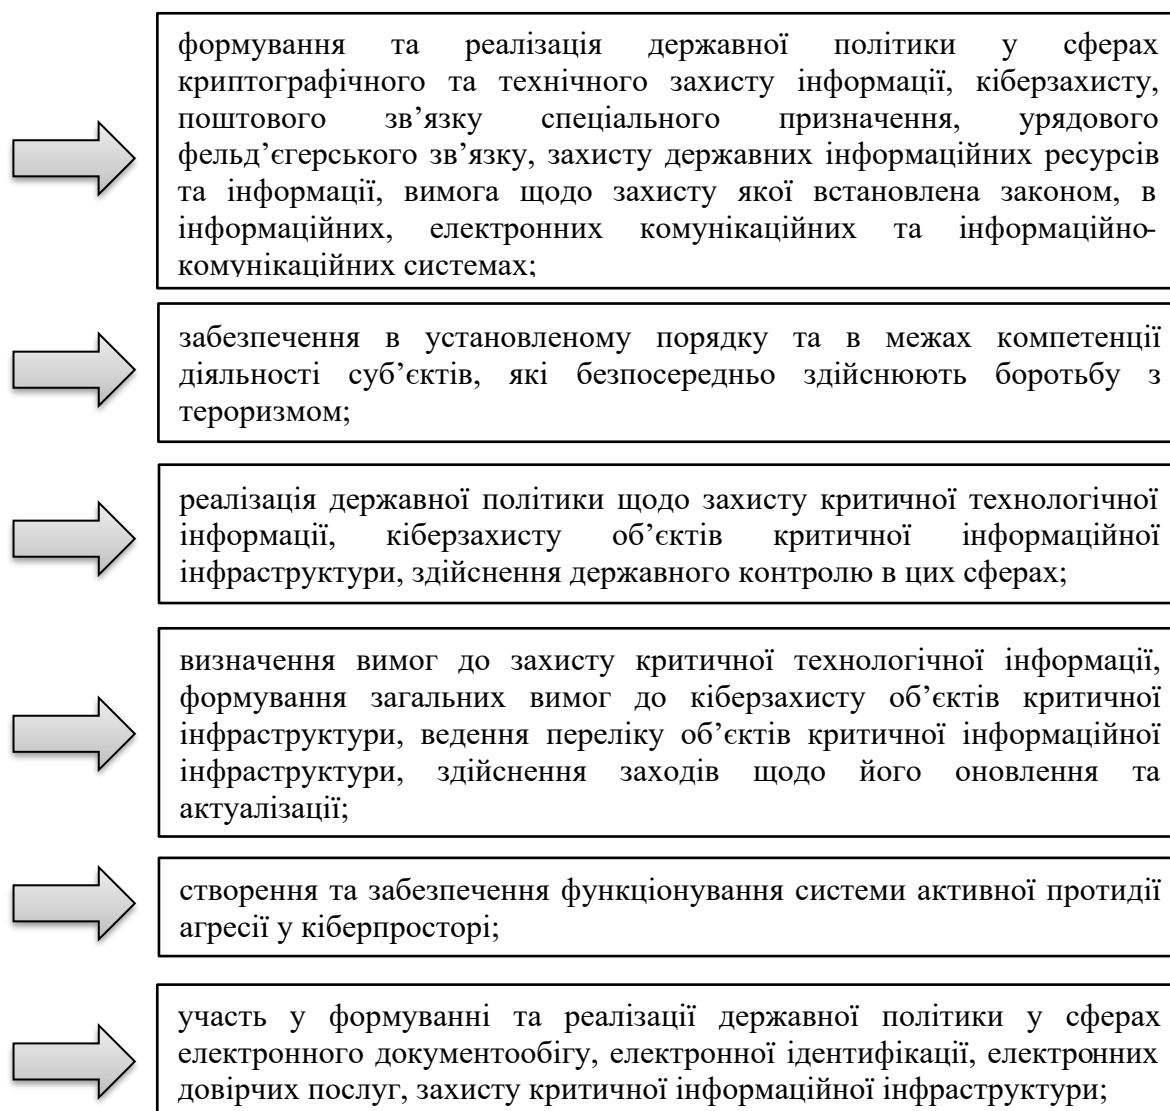 формування та реалізація державної політики у сферах
криптографічного та технічного захисту інформації, кіберзахисту,
поштового зв’язку спеціального призначення, урядового
фельд’єгерського зв’язку, захисту державних інформаційних ресурсів
та інформації, вимога щодо захисту якої встановлена законом, в
інформаційних, електронних комунікаційних та інформаційно-
комунікаційних системах;
забезпечення в установленому порядку та в межах компетенції
діяльності суб’єктів, які безпосередньо здійснюють боротьбу з
тероризмом;
реалізація державної політики щодо захисту критичної технологічної
інформації, кіберзахисту об’єктів критичної інформаційної
інфраструктури, здійснення державного контролю в цих сферах;
визначення вимог до захисту критичної технологічної інформації,
формування загальних вимог до кіберзахисту об’єктів критичної
інфраструктури, ведення переліку об’єктів критичної інформаційної
інфраструктури, здійснення заходів щодо його оновлення та
актуалізації;
створення та забезпечення функціонування системи активної протидії
агресії у кіберпросторі;
участь у формуванні та реалізації державної політики у сферах
електронного документообігу, електронної ідентифікації, електронних
довірчих послуг, захисту критичної інформаційної інфраструктури;